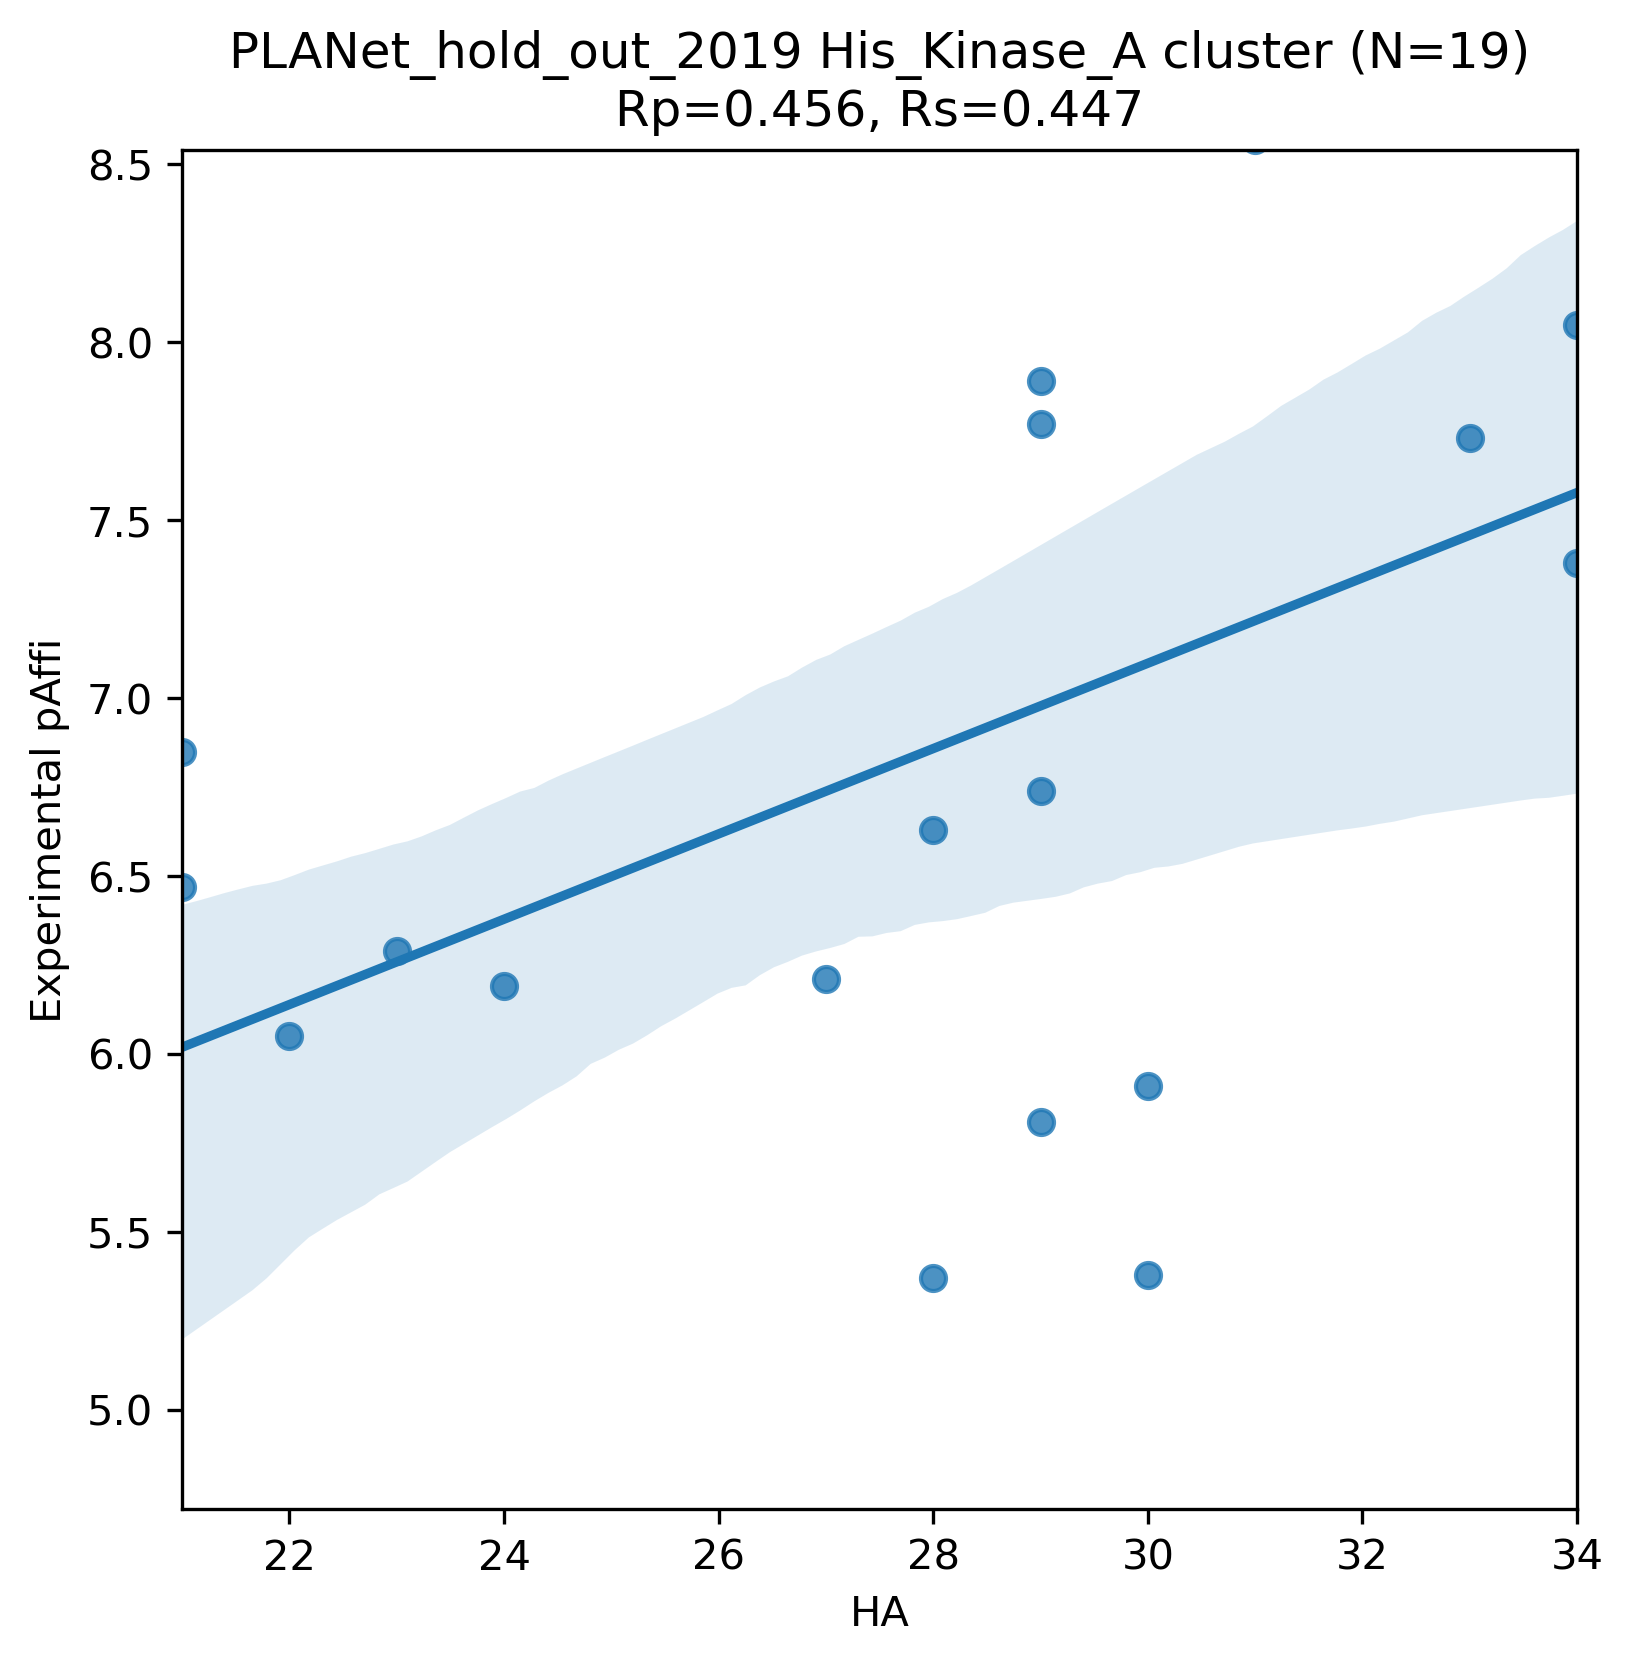 PLANet_hold_out_2019 His_Kinase_A cluster (N=19)
Rp=0.456, Rs=0.447
8.5
8.0
7.5
7.0
6.5
6.0
5.5
5.0
Experimental pAffi
22 24 26 28 30 32 34
HA